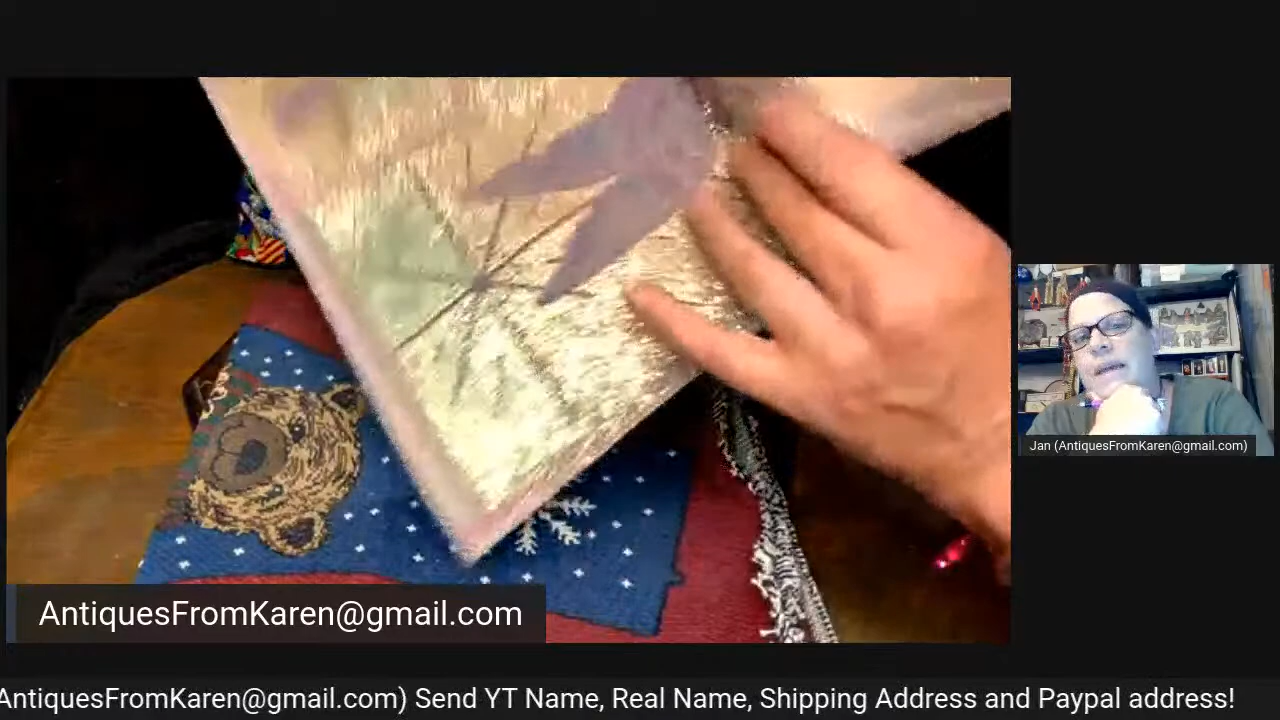 AntiquesFromKaren@gmail.com
Jan (AntiquesFromKaren@gmail.com)
AntiquesFromKaren@gmail.com) Send YT Name, Real Name, Shipping Address and Paypal address!